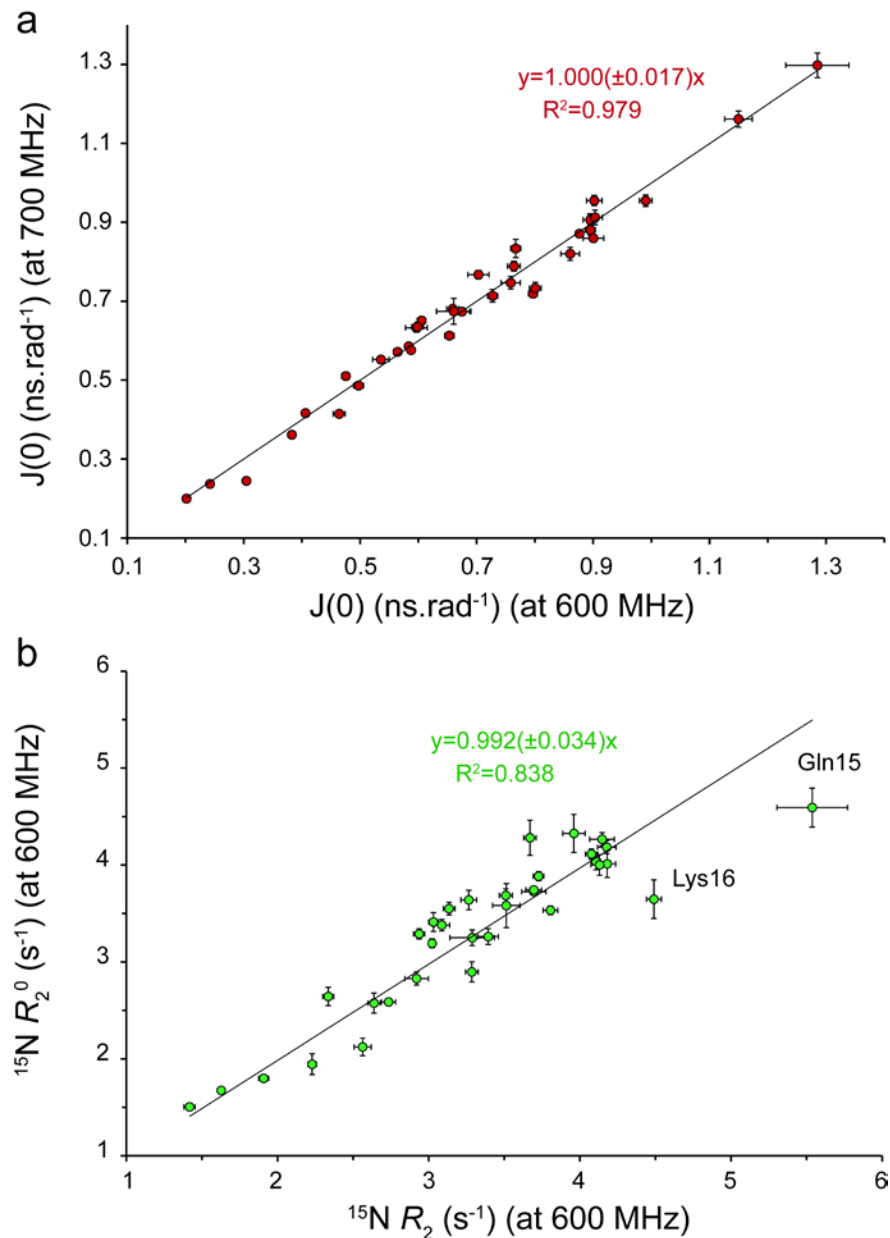 a
y=1.000(±0.017)x
R²=0.979
J(0) (ns.rad⁻¹) (at 700 MHz)
1.3
1.1
0.9
0.7
0.5
0.3
0.1
0.1 0.3 0.5 0.7 0.9 1.1 1.3
J(0) (ns.rad⁻¹) (at 600 MHz)
b
y=0.992(±0.034)x
R²=0.838
Gln15
Lys16
¹⁵N R₂⁰ (s⁻¹) (at 600 MHz)
6
5
4
3
2
1
1 2 3 4 5 6
¹⁵N R₂ (s⁻¹) (at 600 MHz)